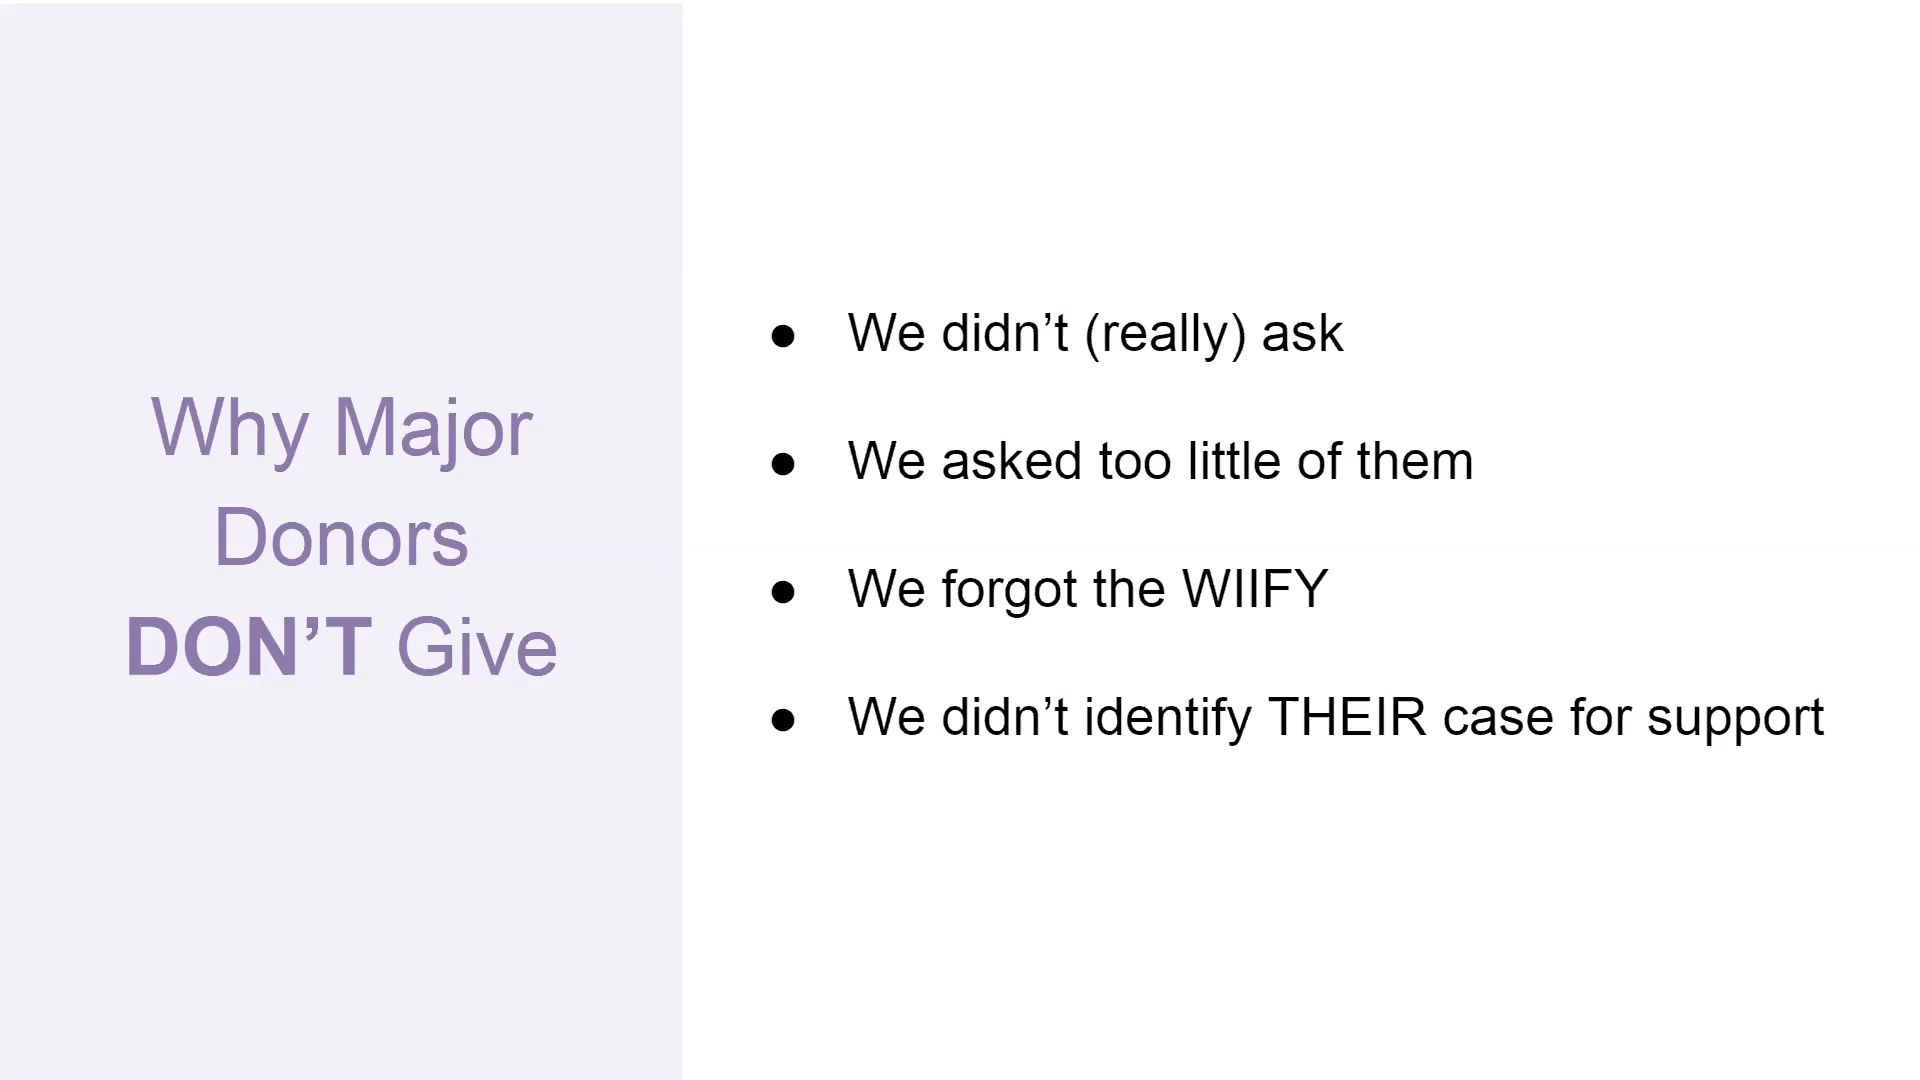 Why Major
Donors
DON’T Give
● We didn’t (really) ask
● We asked too little of them
● We forgot the WIIFY
● We didn’t identify THEIR case for support